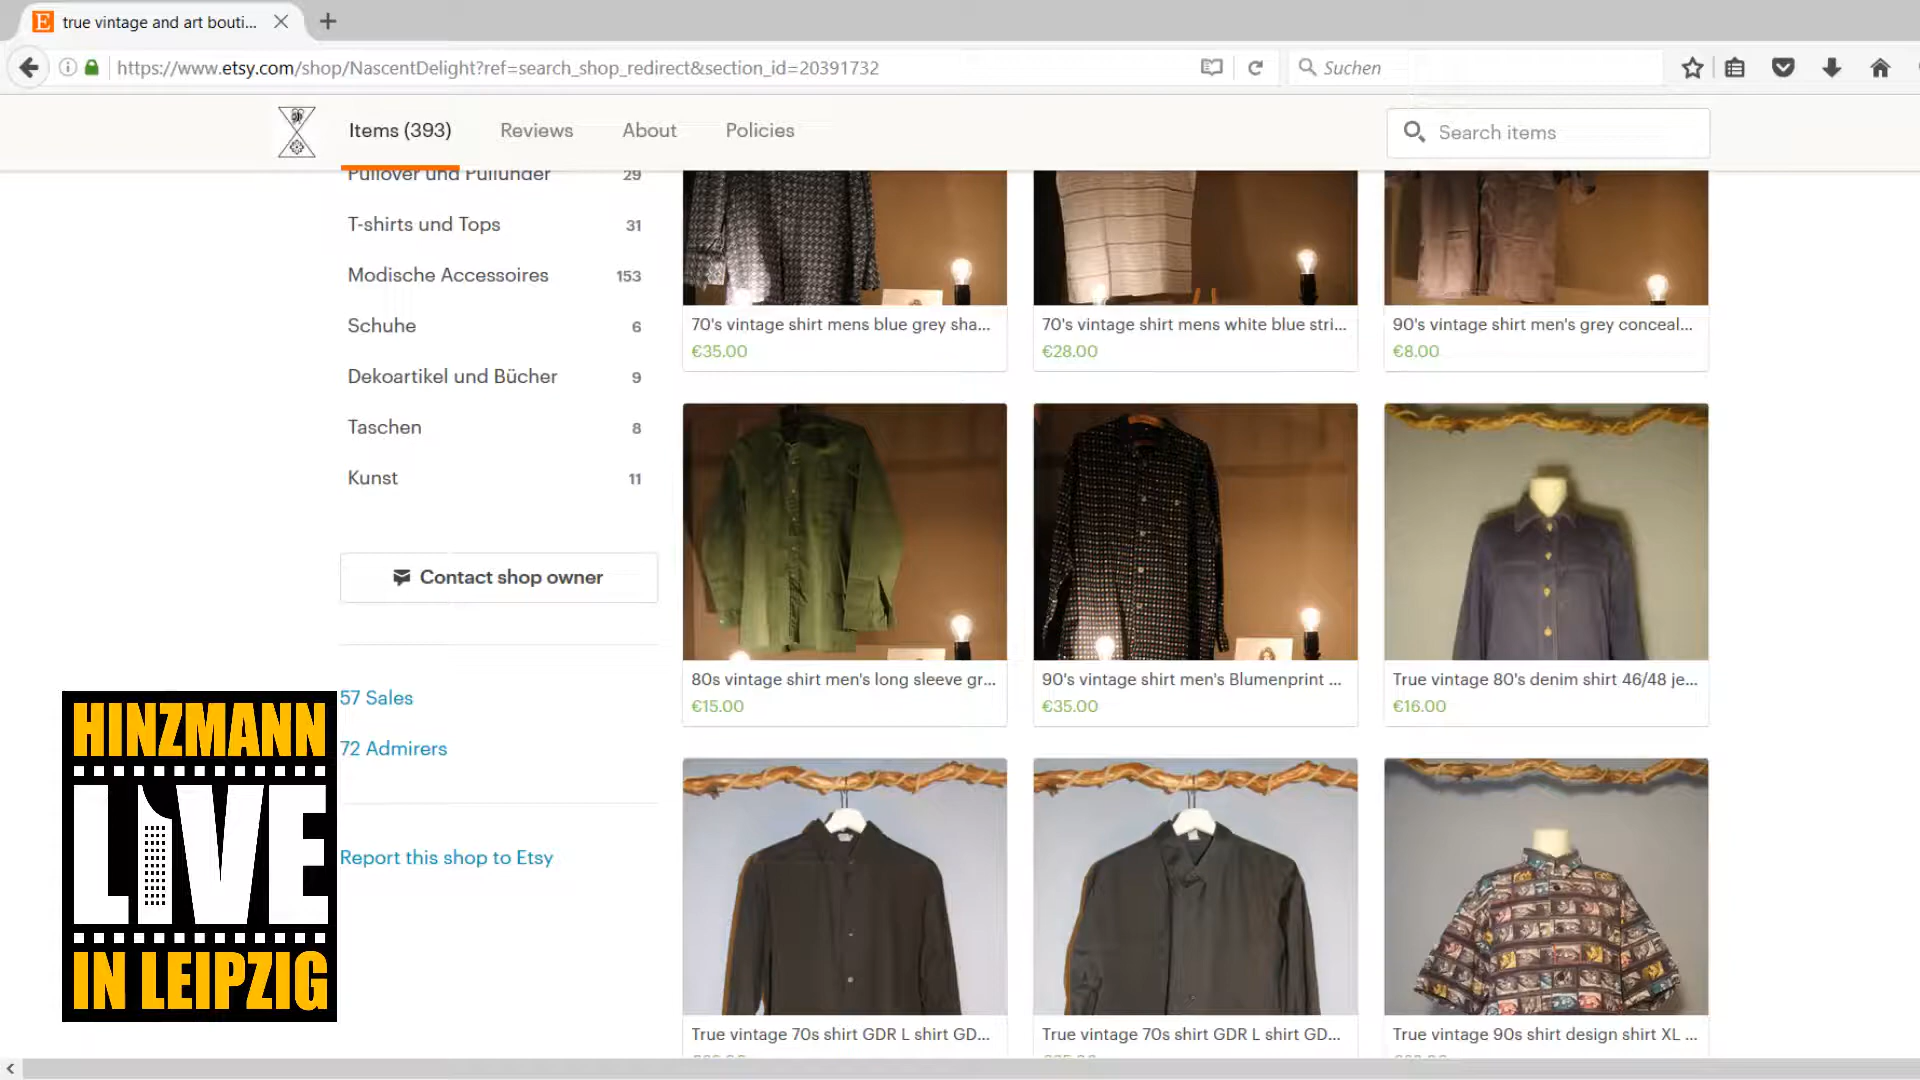 true vintage and art bouti...
https://www.etsy.com/shop/NascentDelight?ref=search_shop_redirect&section_id=20391732
Suchen
Items (393)
Reviews
About
Policies
Search items
Pullover und Pullunder 29
T-shirts und Tops 31
Modische Accessoires 153
Schuhe 6
Dekoartikel und Bücher 9
Taschen 8
Kunst 11
Contact shop owner
57 Sales
72 Admirers
Report this shop to Etsy
70's vintage shirt mens blue grey sha...
€35.00
70's vintage shirt mens white blue stri...
€28.00
90's vintage shirt men's grey conceal...
€8.00
80s vintage shirt men's long sleeve gr...
€15.00
90's vintage shirt men's Blumenprint ...
€35.00
True vintage 80's denim shirt 46/48 je...
€16.00
True vintage 70s shirt GDR L shirt GD...
True vintage 70s shirt GDR L shirt GD...
True vintage 90s shirt design shirt XL ...
HINZMANN
LIVE
IN LEIPZIG